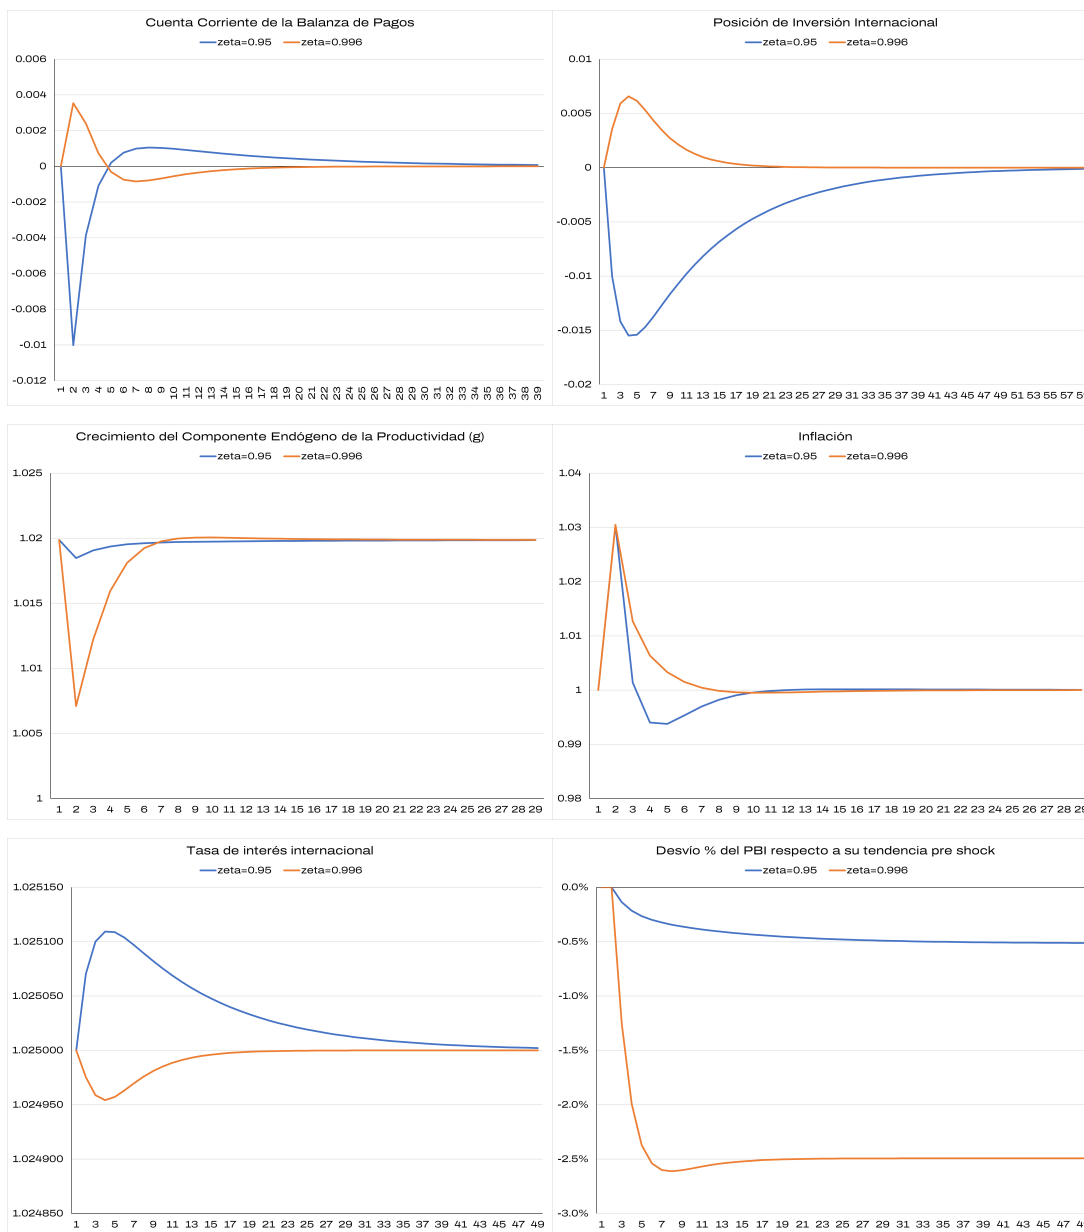 Cuenta Corriente de la Balanza de Pagos
zeta=0.95 zeta=0.996
0.006
0.004
0.002
0
-0.002
-0.004
-0.006
-0.008
-0.01
-0.012
1 2 3 4 5 6 7 8 9 10 11 12 13 14 15 16 17 18 19 20 21 22 23 24 25 26 27 28 29 30 31 32 33 34 35 36 37 38 39
Posición de Inversión Internacional
zeta=0.95 zeta=0.996
0.01
0.005
0
-0.005
-0.01
-0.015
-0.02
1 3 5 7 9 11 13 15 17 19 21 23 25 27 29 31 33 35 37 39 41 43 45 47 49 51 53 55 57
Crecimiento del Componente Endógeno de la Productividad (g)
zeta=0.95 zeta=0.996
1.025
1.02
1.015
1.01
1.005
1
1 2 3 4 5 6 7 8 9 10 11 12 13 14 15 16 17 18 19 20 21 22 23 24 25 26 27 28 29
Inflación
zeta=0.95 zeta=0.996
1.04
1.03
1.02
1.01
1
0.99
0.98
1 2 3 4 5 6 7 8 9 10 11 12 13 14 15 16 17 18 19 20 21 22 23 24 25 26 27 28 29
Tasa de interés internacional
zeta=0.95 zeta=0.996
1.025150
1.025100
1.025050
1.025000
1.024950
1.024900
1.024850
1 3 5 7 9 11 13 15 17 19 21 23 25 27 29 31 33 35 37 39 41 43 45 47 49
Desvío % del PBI respecto a su tendencia pre shock
zeta=0.95 zeta=0.996
0.0%
-0.5%
-1.0%
-1.5%
-2.0%
-2.5%
-3.0%
1 3 5 7 9 11 13 15 17 19 21 23 25 27 29 31 33 35 37 39 41 43 45 47